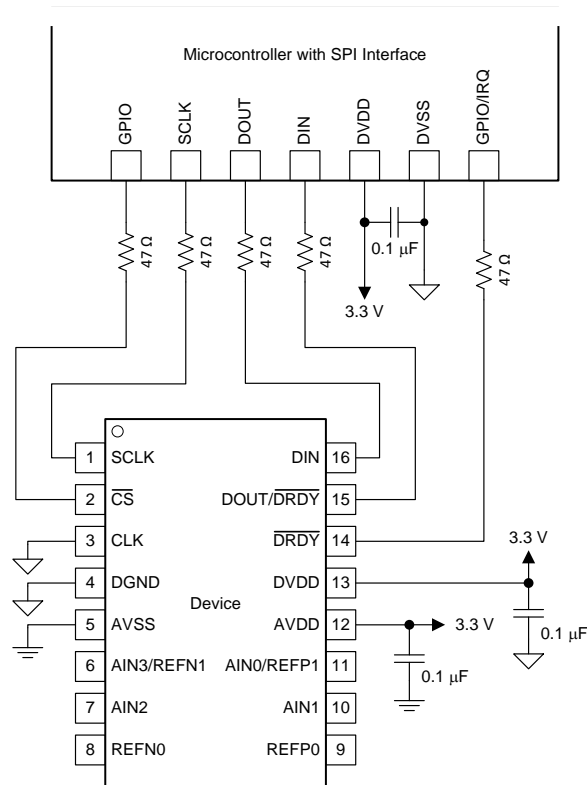 Microcontroller with SPI Interface
GPIO
SCLK
DOUT
DIN
DVDD
DVSS
GPIO/IRQ
47 Ω
47 Ω
47 Ω
47 Ω
0.1 μF
47 Ω
3.3 V
1 SCLK DIN 16
2 CS DOUT/DRDY 15
3 CLK DRDY 14
3.3 V
4 DGND DVDD 13
Device
5 AVSS AVDD 12
3.3 V
0.1 μF
6 AIN3/REFN1 AIN0/REFP1 11
0.1 μF
7 AIN2 AIN1 10
8 REFN0 REFP0 9